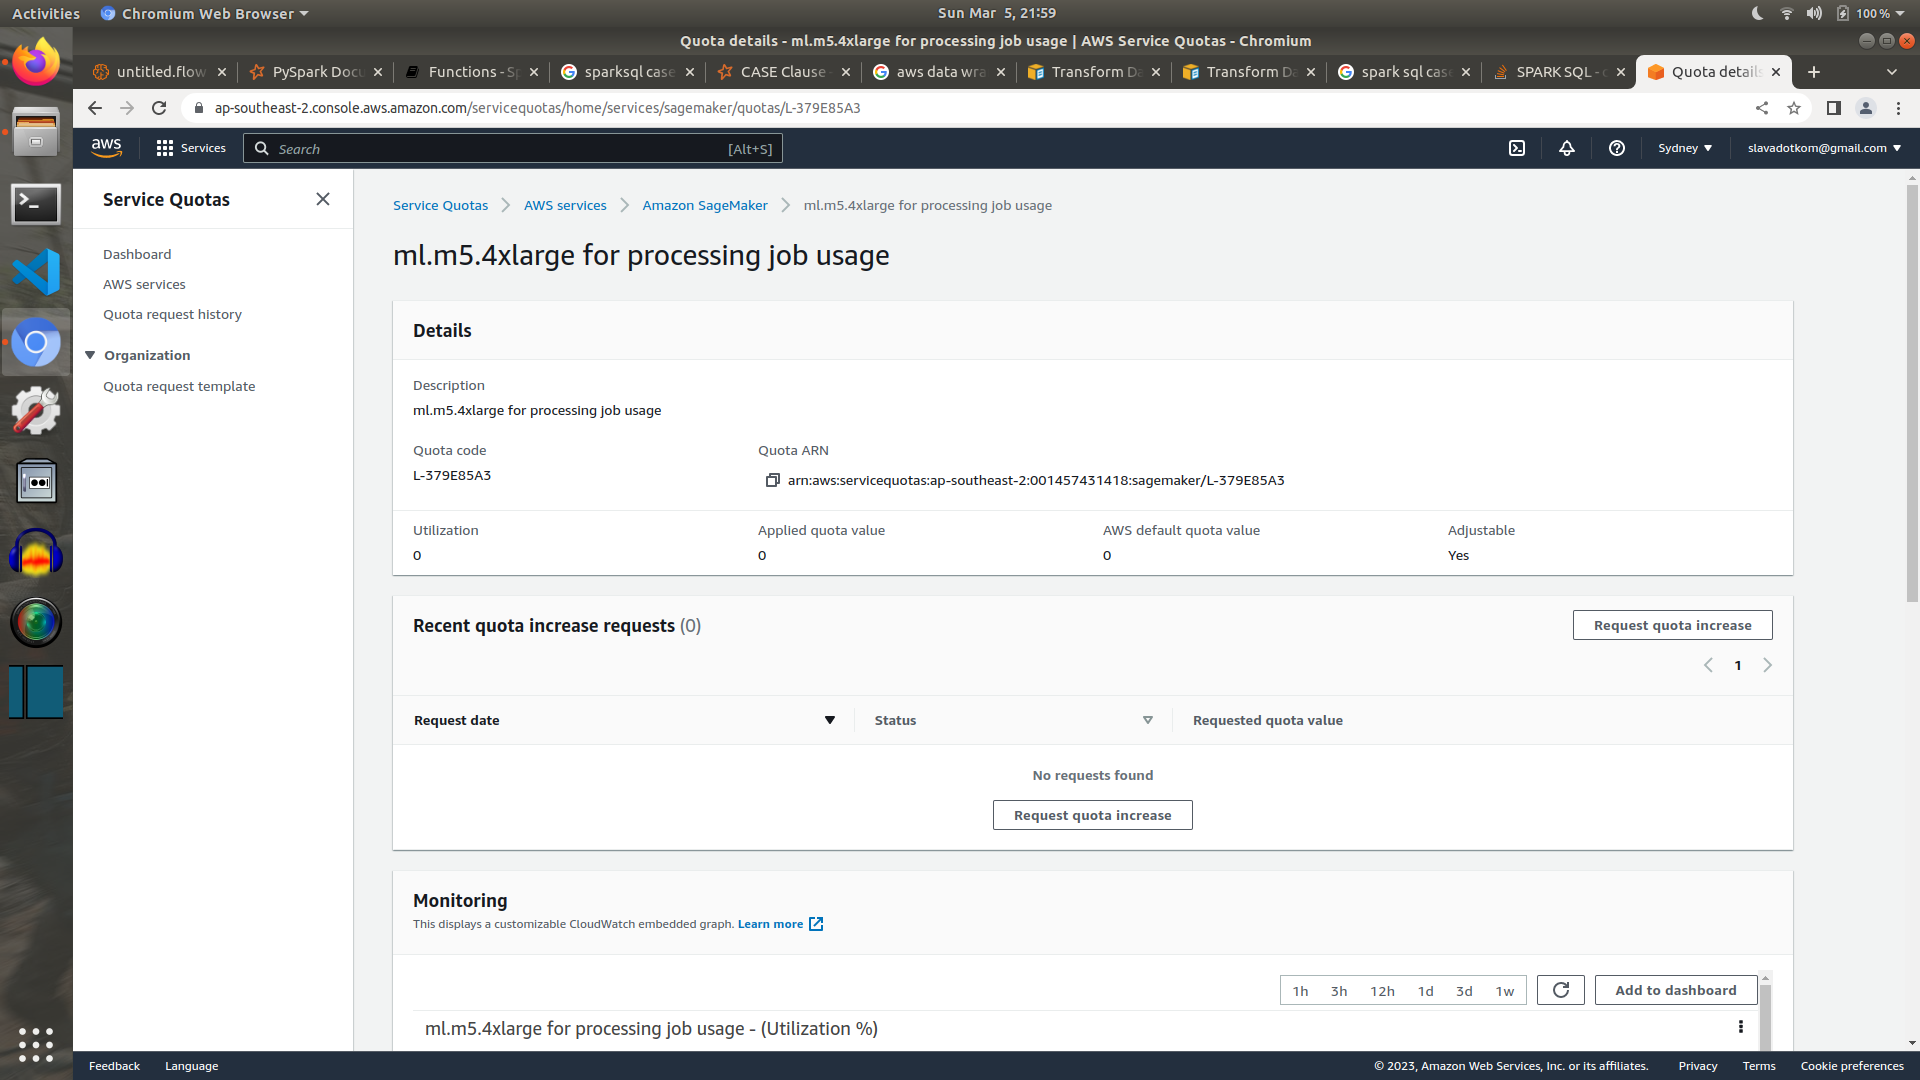 Activities
Chromium Web Browser
Sun Mar 5, 21:59
100 %
Quota details - ml.m5.4xlarge for processing job usage | AWS Service Quotas - Chromium
untitled.flow
PySpark Docu
Functions - Sp
sparksql case
CASE Clause -
aws data wra
Transform Da
Transform Da
spark sql case
SPARK SQL - c
Quota details
ap-southeast-2.console.aws.amazon.com/servicequotas/home/services/sagemaker/quotas/L-379E85A3
aws
Services
Search
[Alt+S]
Sydney
slavadotkom@gmail.com
Service Quotas
Dashboard
AWS services
Quota request history
Organization
Quota request template
Service Quotas
AWS services
Amazon SageMaker
ml.m5.4xlarge for processing job usage
ml.m5.4xlarge for processing job usage
Details
Description
ml.m5.4xlarge for processing job usage
Quota code
Quota ARN
L-379E85A3
arn:aws:servicequotas:ap-southeast-2:001457431418:sagemaker/L-379E85A3
Utilization
Applied quota value
AWS default quota value
Adjustable
0
0
0
Yes
Recent quota increase requests (0)
Request quota increase
1
Request date
Status
Requested quota value
No requests found
Request quota increase
Monitoring
This displays a customizable CloudWatch embedded graph. Learn more
1h
3h
12h
1d
3d
1w
Add to dashboard
ml.m5.4xlarge for processing job usage - (Utilization %)
Feedback
Language
© 2023, Amazon Web Services, Inc. or its affiliates.
Privacy
Terms
Cookie preferences